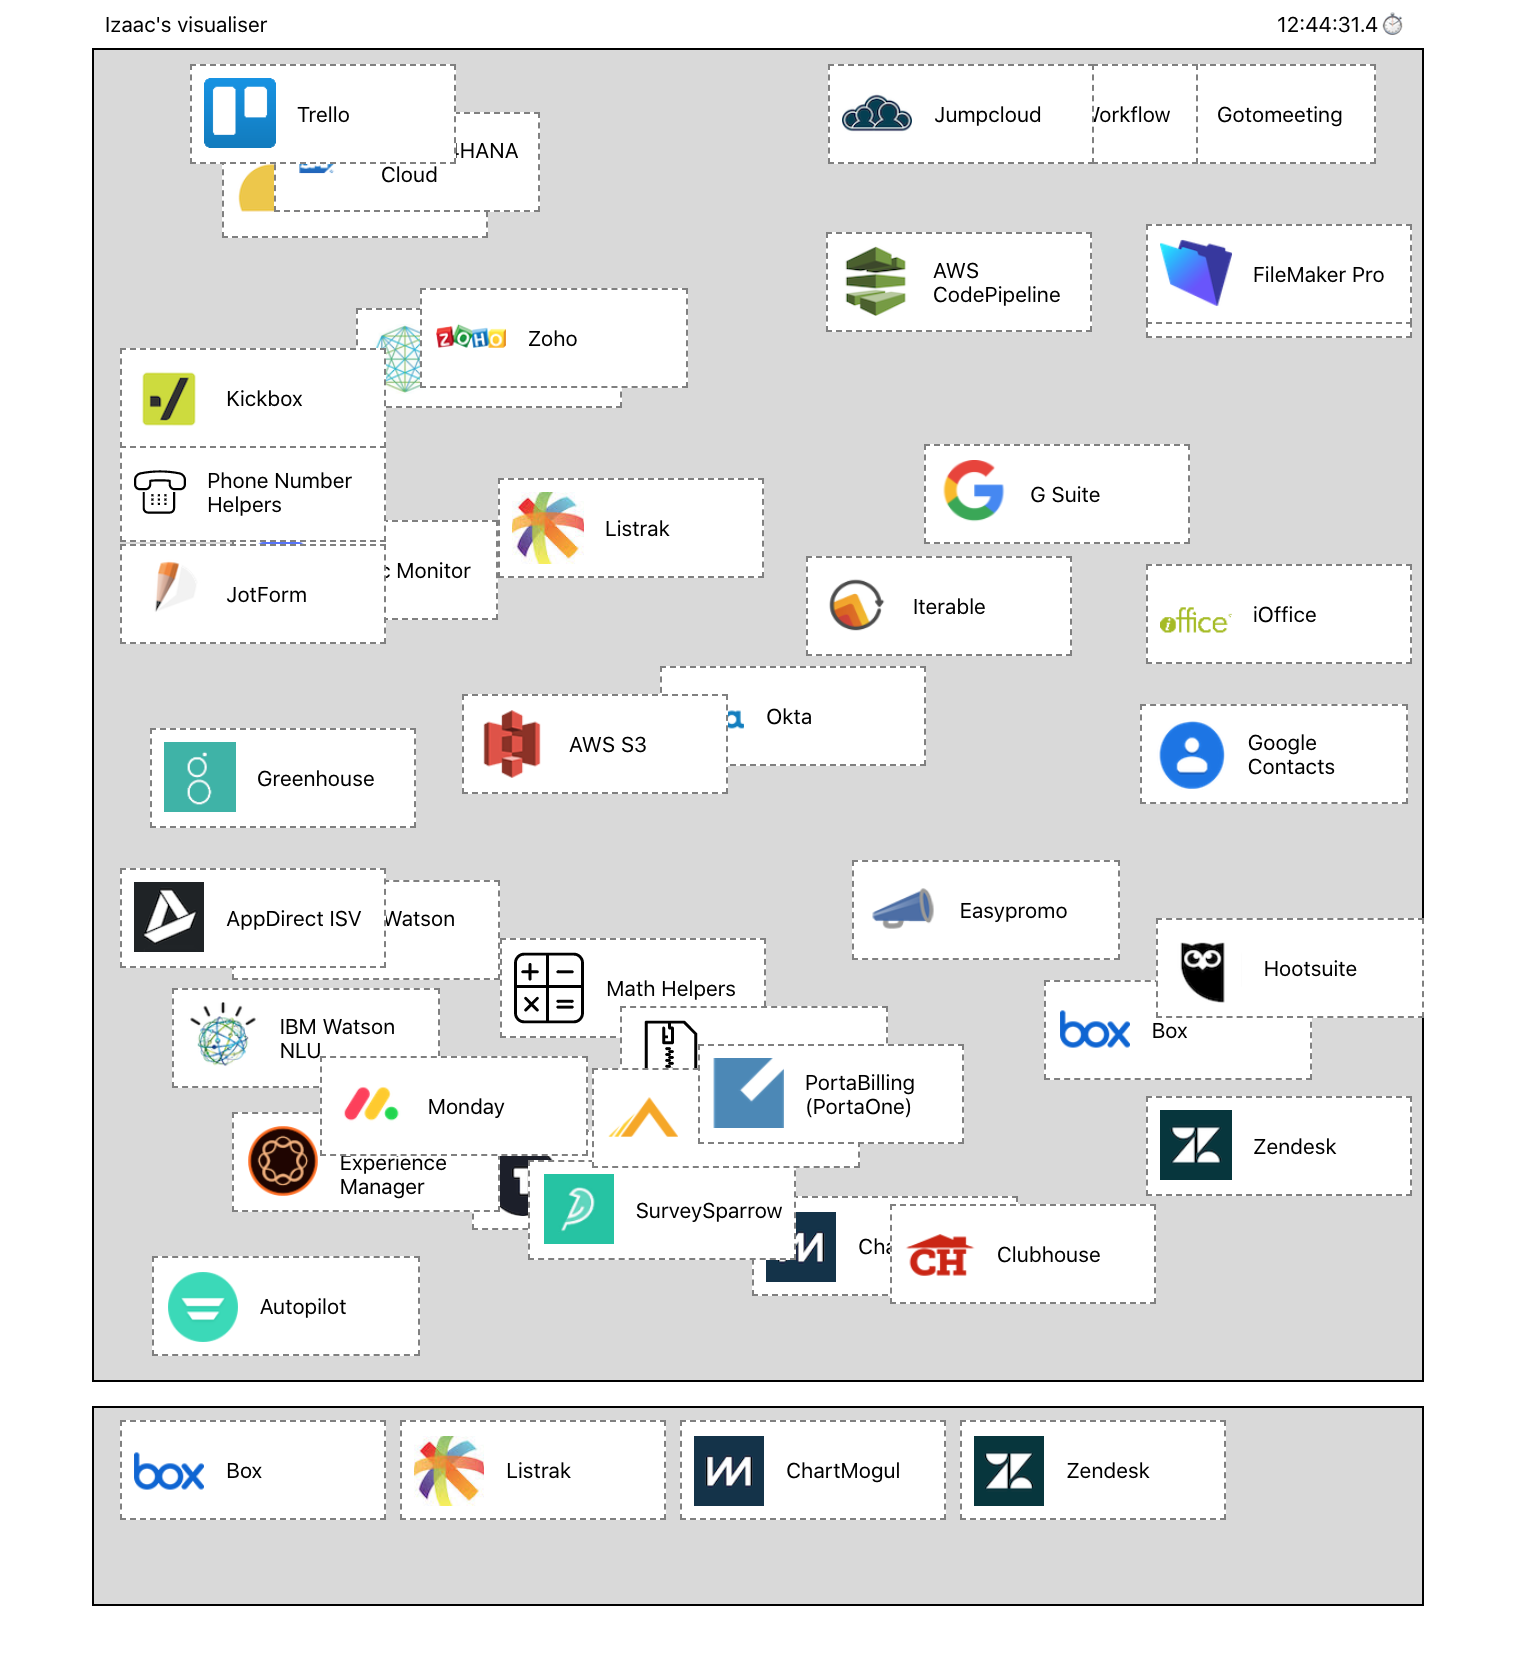 Izaac's visualiser
12:44:31.4
Trello
Cloud
Jumpcloud
Gotomeeting
AWS
CodePipeline
FileMaker Pro
ZOHO
Zoho
Kickbox
Phone Number
Helpers
Listrak
G Suite
Monitor
JotForm
Iterable
office
iOffice
Okta
AWS S3
Google
Contacts
Greenhouse
AppDirect ISV
Watson
Easypromo
Hootsuite
Math Helpers
IBM Watson
NLU
box
Box
PortaBilling
(PortaOne)
Monday
Zendesk
Experience
Manager
SurveySparrow
CH
Clubhouse
Autopilot
box
Box
Listrak
ChartMogul
Zendesk